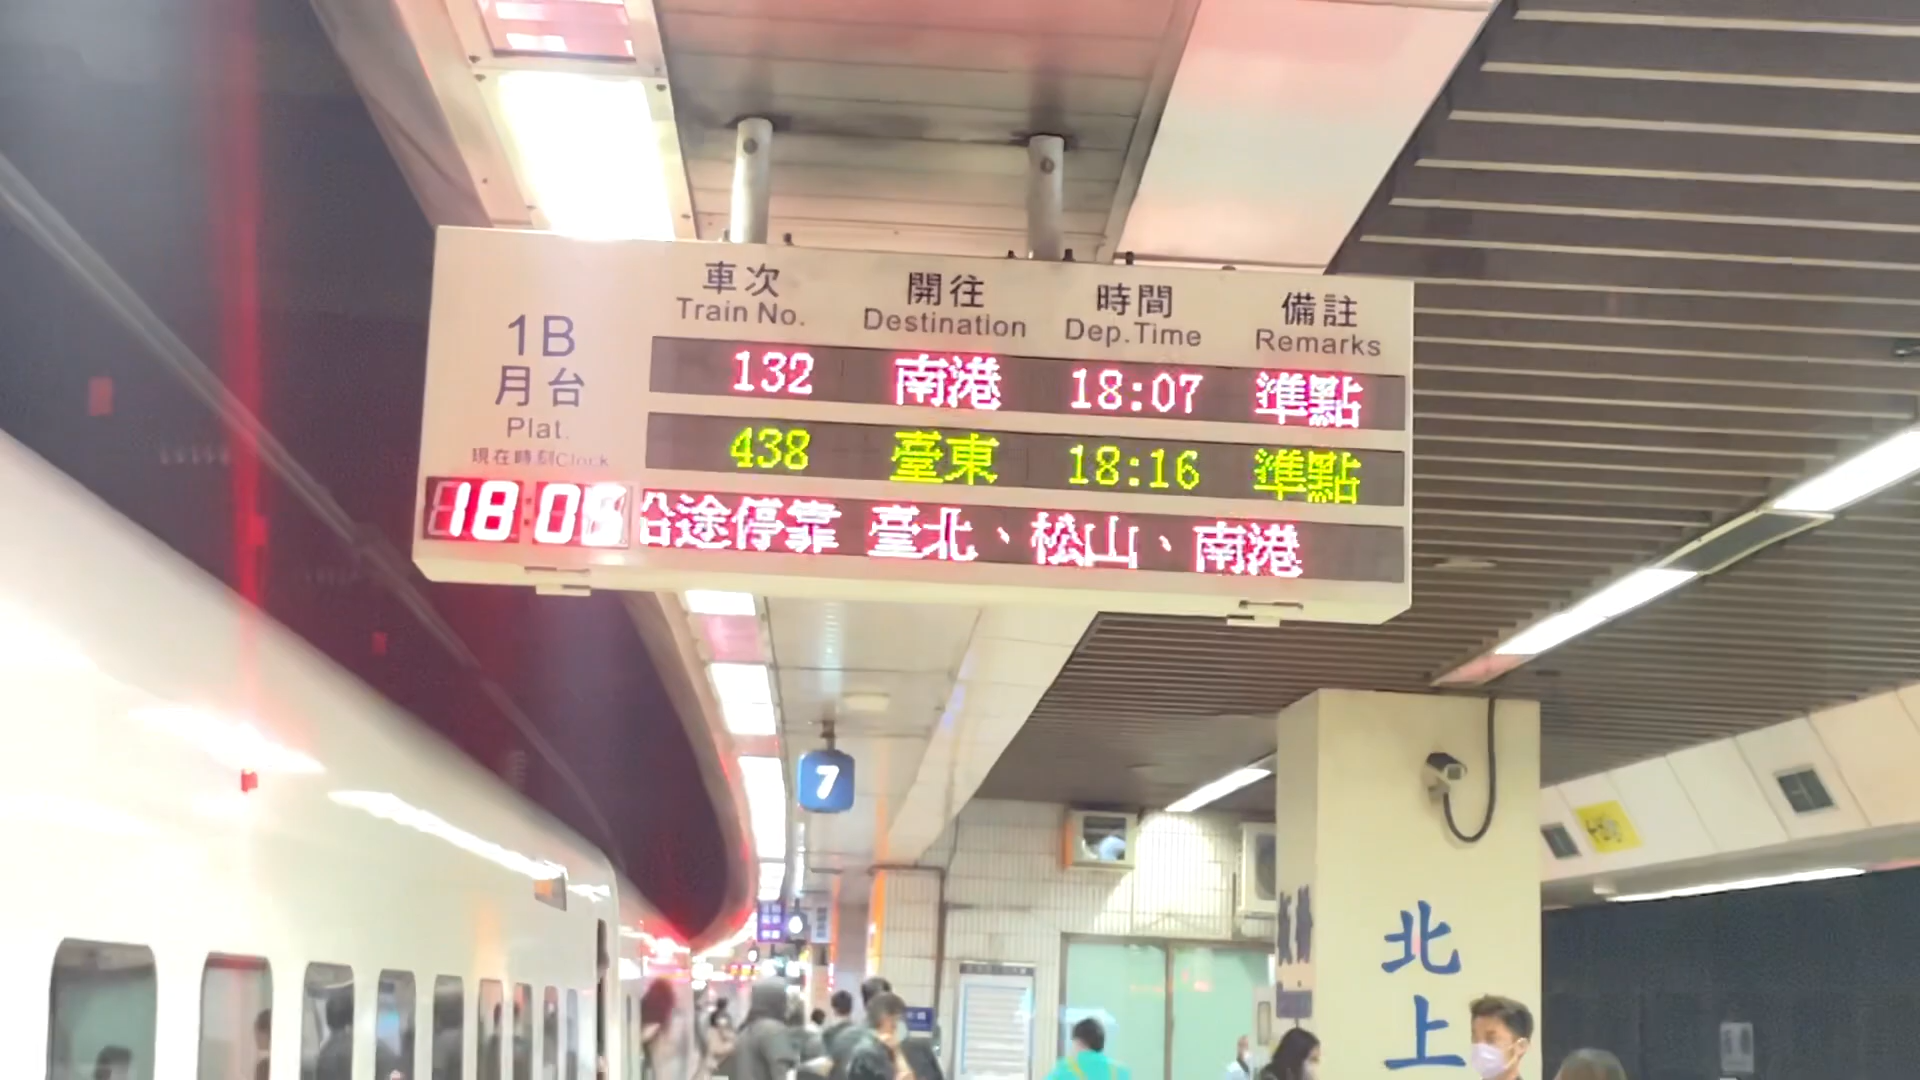 車次 開往 時間 備註
Train No. Destination Dep.Time Remarks
1B
月台
Plat.
現在時刻Clock
132 南港 18:07 準點
438 臺東 18:16 準點
沿途停靠 臺北、松山、南港
7
北上